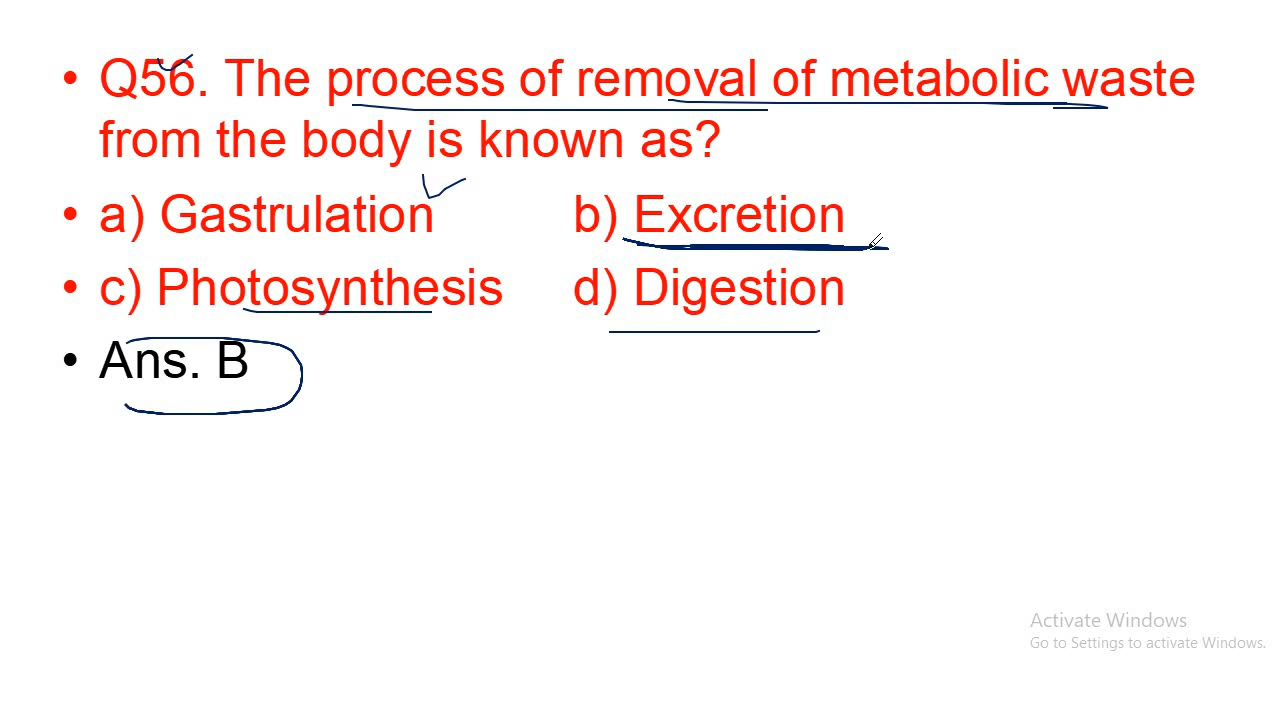 • Q56. The process of removal of metabolic waste
from the body is known as?
• a) Gastrulation b) Excretion
• c) Photosynthesis d) Digestion
• Ans. B
Activate Windows
Go to Settings to activate Windows.